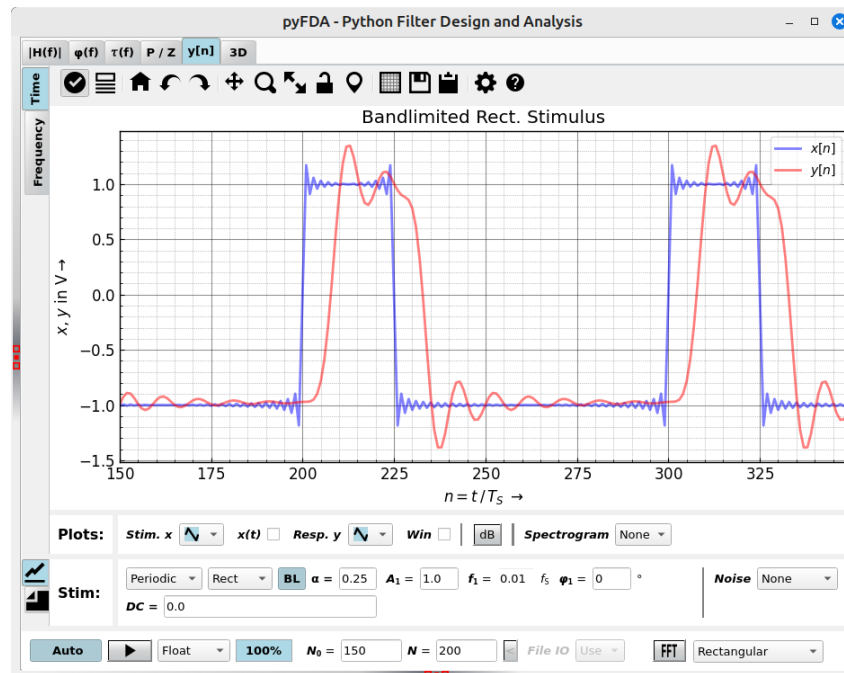 pyFDA - Python Filter Design and Analysis
|H(f)| φ(f) τ(f) P / Z y[n] 3D
Time
Frequency
Bandlimited Rect. Stimulus
x[n]
y[n]
1.0
0.5
0.0
−0.5
−1.0
−1.5
x, y in V →
150 175 200 225 250 275 300 325
n = t / T_S →
Plots: Stim. x x(t) Resp. y Win dB Spectrogram None
Stim: Periodic Rect BL α = 0.25 A₁ = 1.0 f₁ = 0.01 f_S φ₁ = 0 ° Noise None
DC = 0.0
Auto Float 100% N₀ = 150 N = 200 < File IO Use FFT Rectangular